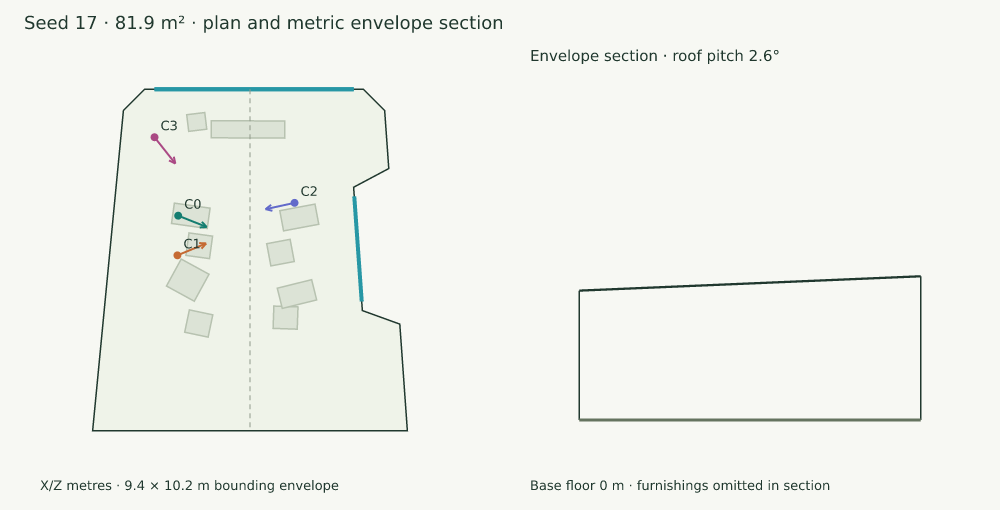 Seed 17 · 81.9 m² · plan and metric envelope section
Envelope section · roof pitch 2.6°
C3
C2
C0
C1
X/Z metres · 9.4 × 10.2 m bounding envelope
Base floor 0 m · furnishings omitted in section